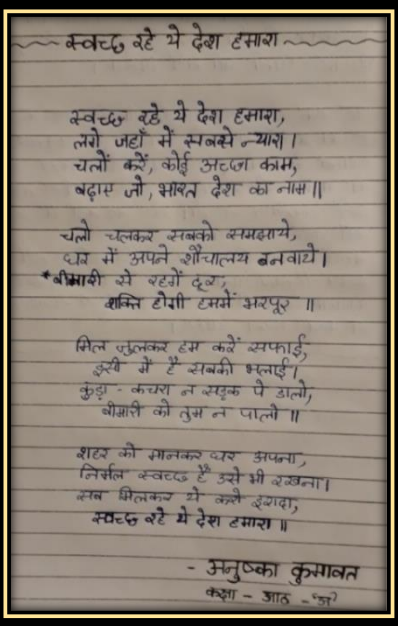 स्वच्छ रहे ये देश हमारा
स्वच्छ रहे ये देश हमारा,
लगे जहाँ में सबसे न्यारा।
चलों करें, कोई अच्छा काम,
बढ़ाए जो, भारत देश का नाम॥
चलो चलकर सबको समझाये,
घर में अपने शौचालय बनवाये।
*बीमारी से रहगें दूर,
शक्ति होगी हममें भरपूर ॥
मिल जुलकर हम करें सफाई,
इसी में है सबकी भलाई।
कुड़ा - कचरा न सड़क पे डालो,
बीमारी को तुम न पालो॥
शहर को मानकर घर अपना,
निर्मल स्वच्छ है उसे भी रखना।
सब मिलकर ये करो इरादा,
स्वच्छ रहे ये देश हमारा॥
- अनुष्का कुमावत
कक्षा - आठ - 'अ'